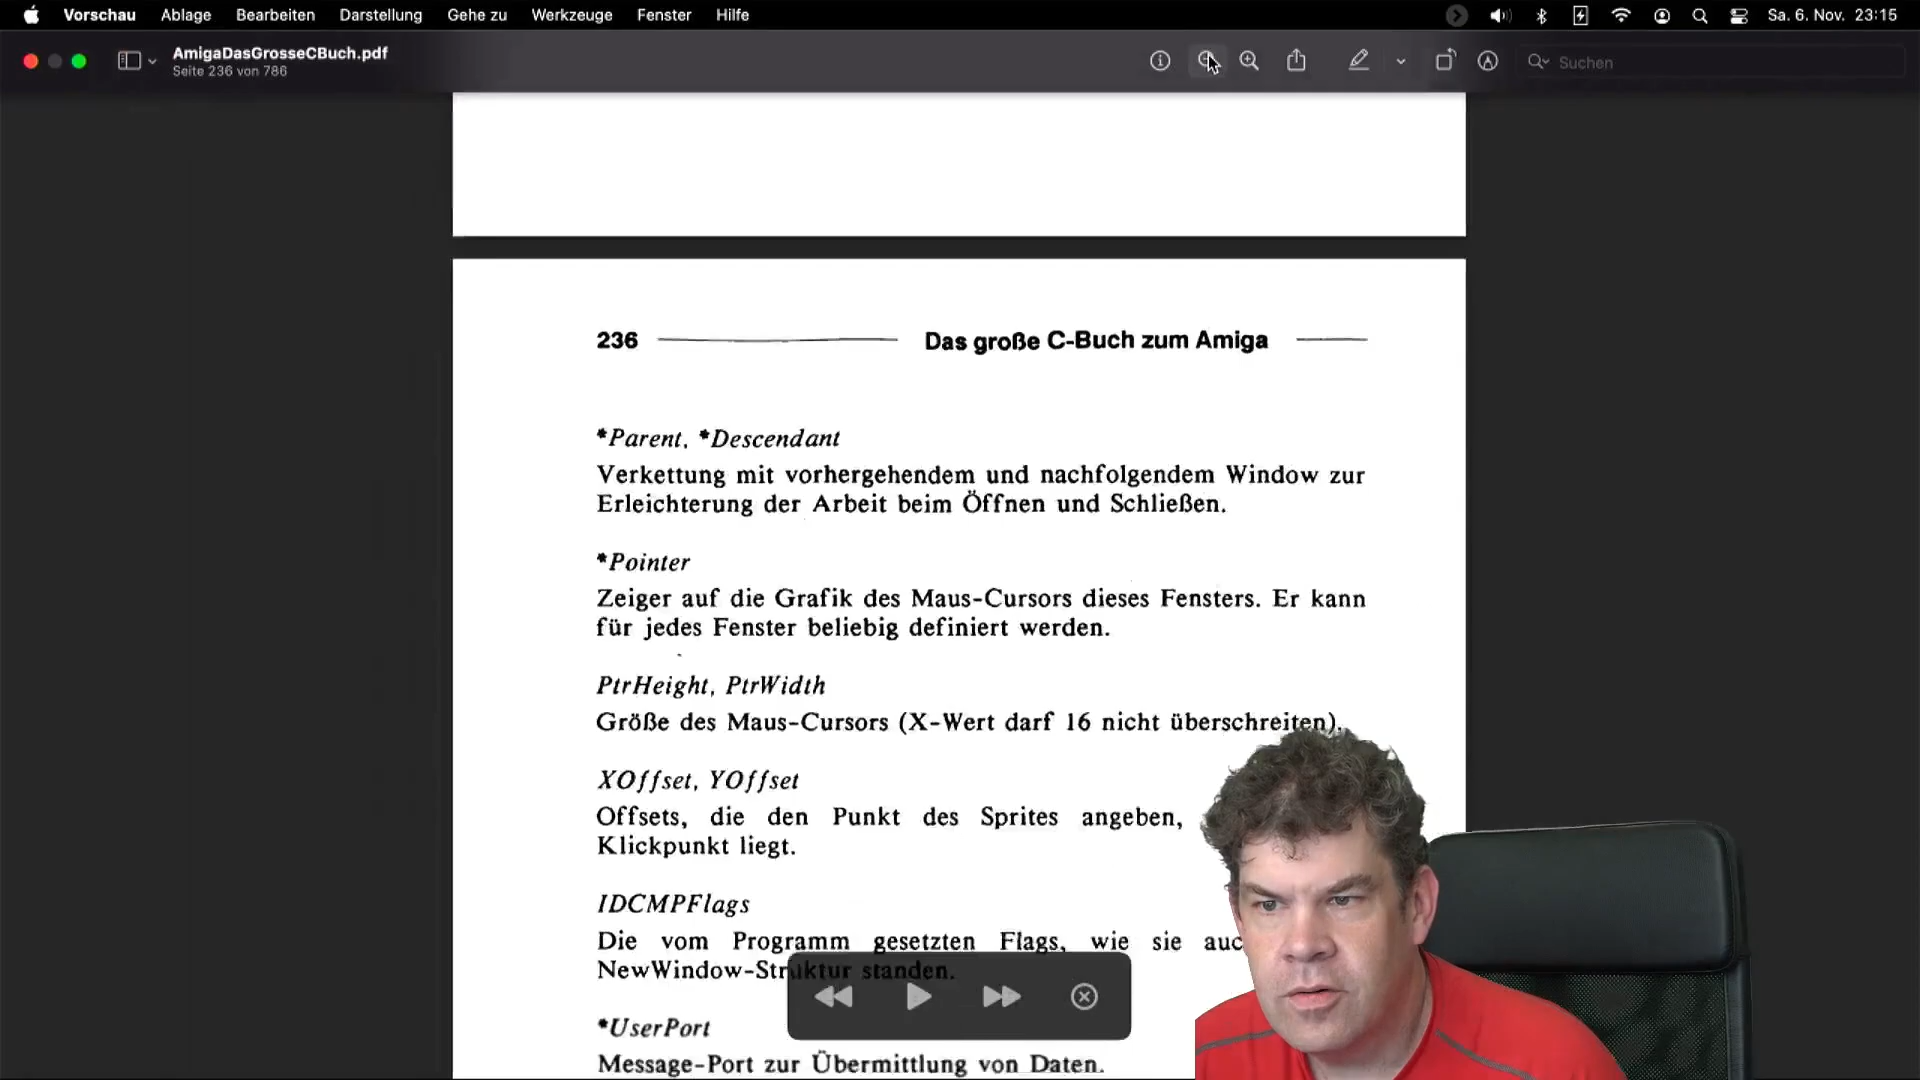 Vorschau Ablage Bearbeiten Darstellung Gehe zu Werkzeuge Fenster Hilfe Sa. 6. Nov. 23:15
AmigaDasGrosseCBuch.pdf
Seite 236 von 786
Suchen
236 Das große C-Buch zum Amiga
*Parent, *Descendant
Verkettung mit vorhergehendem und nachfolgendem Window zur
Erleichterung der Arbeit beim Öffnen und Schließen.
*Pointer
Zeiger auf die Grafik des Maus-Cursors dieses Fensters. Er kann
für jedes Fenster beliebig definiert werden.
PtrHeight, PtrWidth
Größe des Maus-Cursors (X-Wert darf 16 nicht überschreiten).
XOffset, YOffset
Offsets, die den Punkt des Sprites angeben,
Klickpunkt liegt.
IDCMPFlags
Die vom Programm gesetzten Flags, wie sie auc
NewWindow-Struktur standen.
*UserPort
Message-Port zur Übermittlung von Daten.